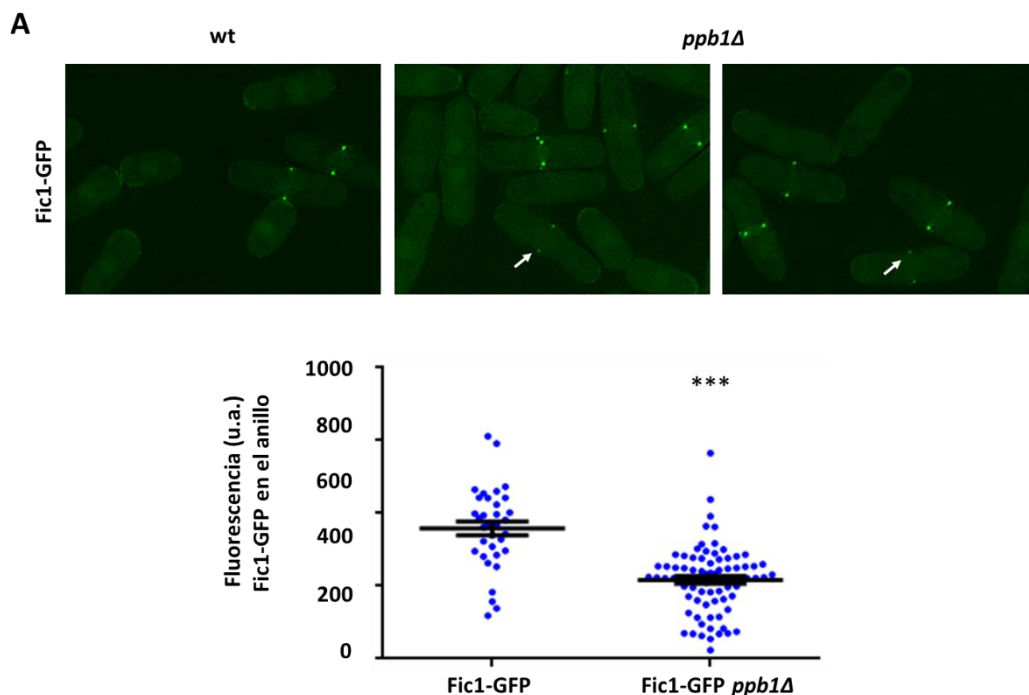 A
wt
ppb1Δ
Fic1-GFP
Fluorescencia (u.a.)
Fic1-GFP en el anillo
1000
800
600
400
200
0
***
Fic1-GFP
Fic1-GFP ppb1Δ